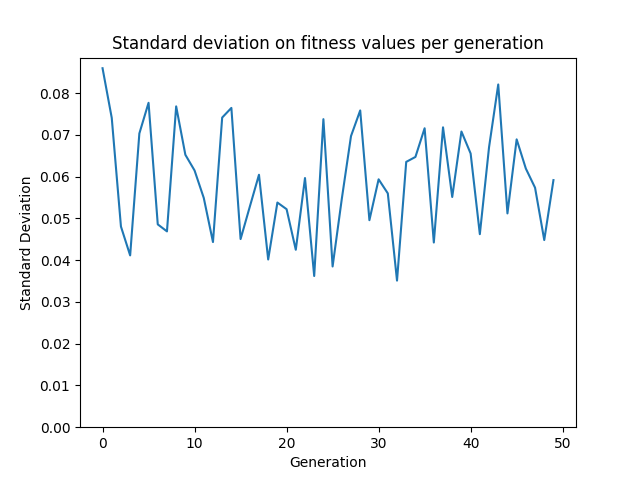 Standard deviation on fitness values per generation
Standard Deviation
0.08
0.07
0.06
0.05
0.04
0.03
0.02
0.01
0.00
0 10 20 30 40 50
Generation